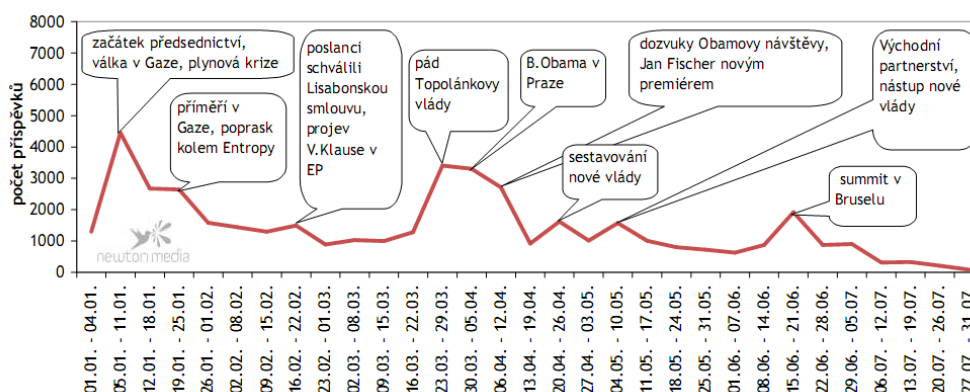 8000
7000
6000
5000
4000
3000
2000
1000
0
počet příspěvků
začátek předsednictví,
válka v Gaze, plynová krize
příměří v
Gaze, poprask
kolem Entropy
poslanci
schválili
Lisabonskou
smlouvu,
projev
V.Klause v
EP
pád
Topolánkovy
vlády
B.Obama v
Praze
dozvuky Obamovy návštěvy,
Jan Fischer novým
premiérem
sestavování
nové vlády
Východní
partnerství,
nástup nové
vlády
summit v
Bruselu
newton media
01.01. - 04.01.
05.01. - 11.01.
12.01. - 18.01.
19.01. - 25.01.
26.01. - 01.02.
02.02. - 08.02.
09.02. - 15.02.
16.02. - 22.02.
23.02. - 01.03.
02.03. - 08.03.
09.03. - 15.03.
16.03. - 22.03.
23.03. - 29.03.
30.03. - 05.04.
06.04. - 12.04.
13.04. - 19.04.
20.04. - 26.04.
27.04. - 03.05.
04.05. - 10.05.
11.05. - 17.05.
18.05. - 24.05.
25.05. - 31.05.
01.06. - 07.06.
08.06. - 14.06.
15.06. - 21.06.
22.06. - 28.06.
29.06. - 05.07.
06.07. - 12.07.
13.07. - 19.07.
20.07. - 26.07.
27.07. - 31.07.